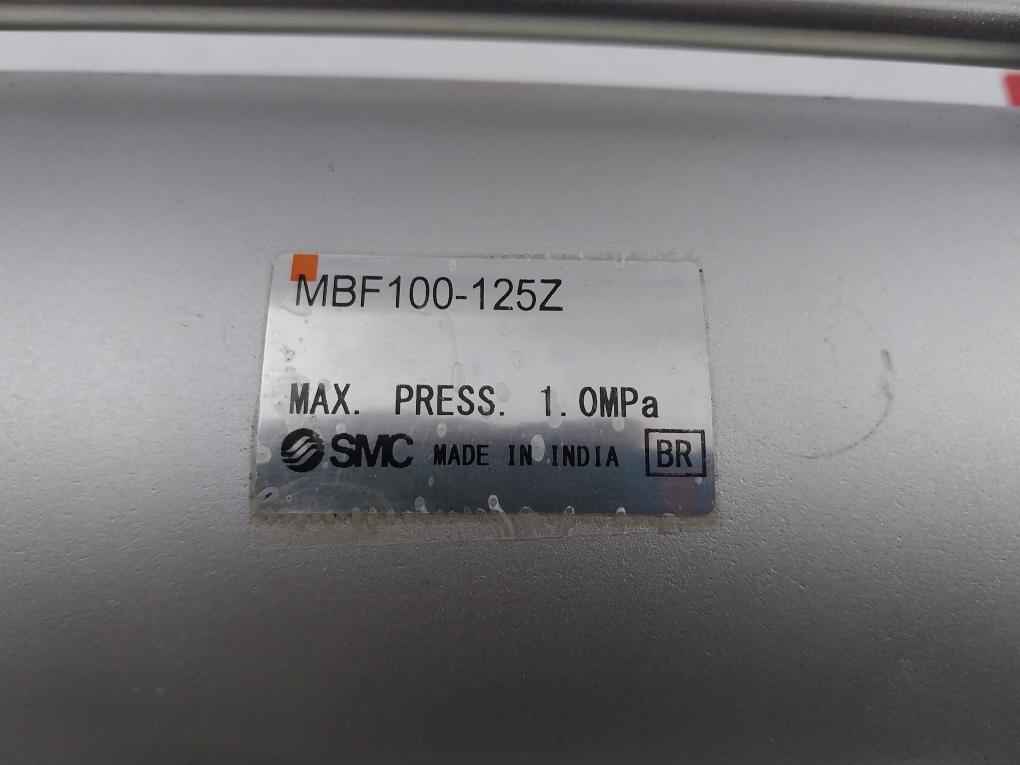 MBF100-125Z
MAX. PRESS. 1.0MPa
SMC MADE IN INDIA BR